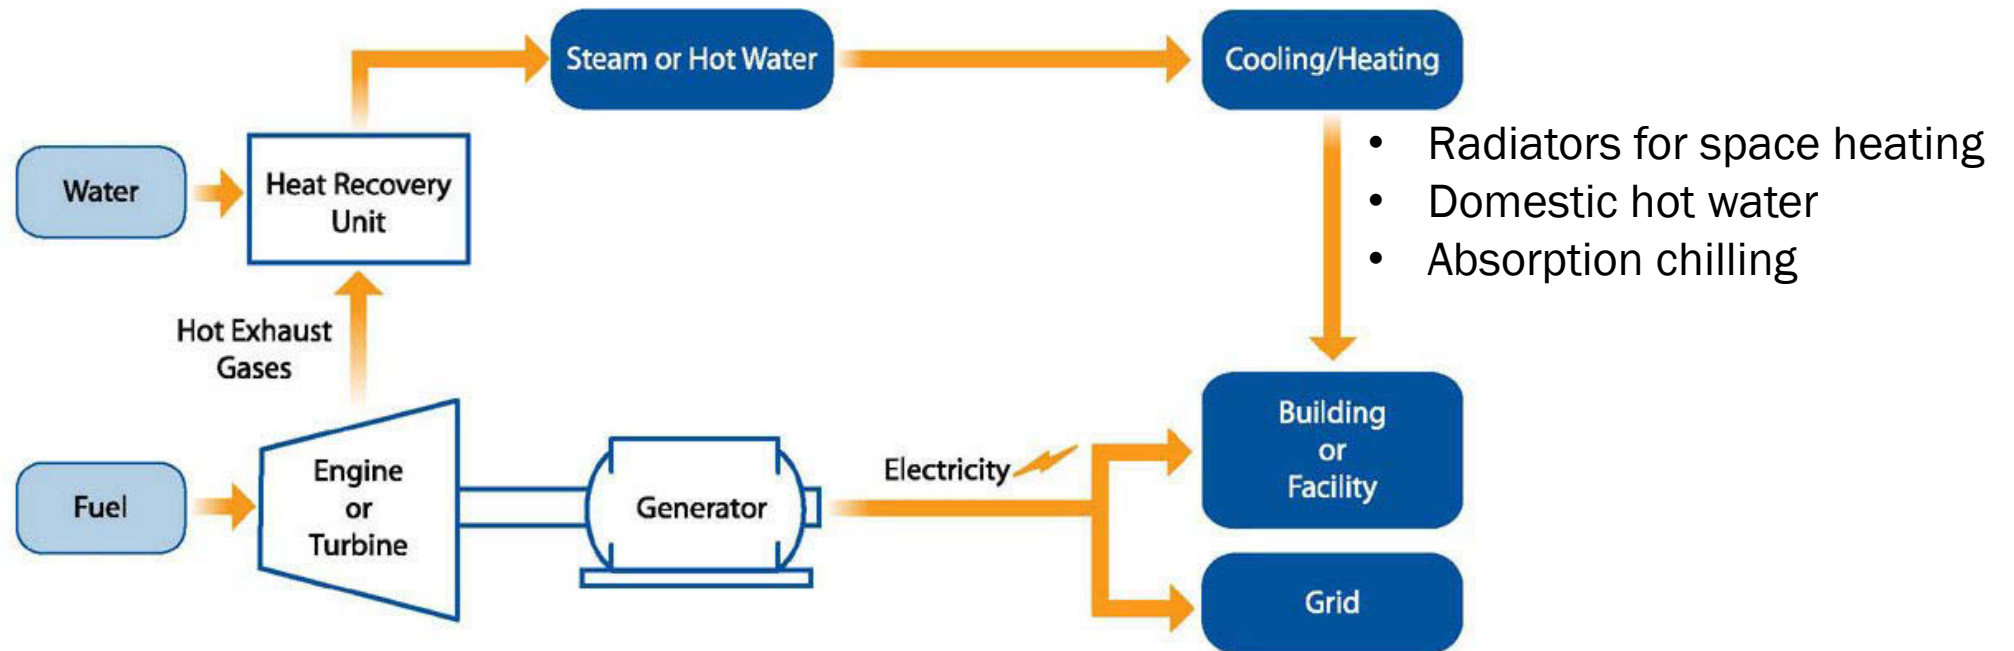 Steam or Hot Water
Cooling/Heating
• Radiators for space heating
• Domestic hot water
• Absorption chilling
Water
Heat Recovery
Unit
Hot Exhaust
Gases
Fuel
Engine
or
Turbine
Generator
Electricity
Building
or
Facility
Grid